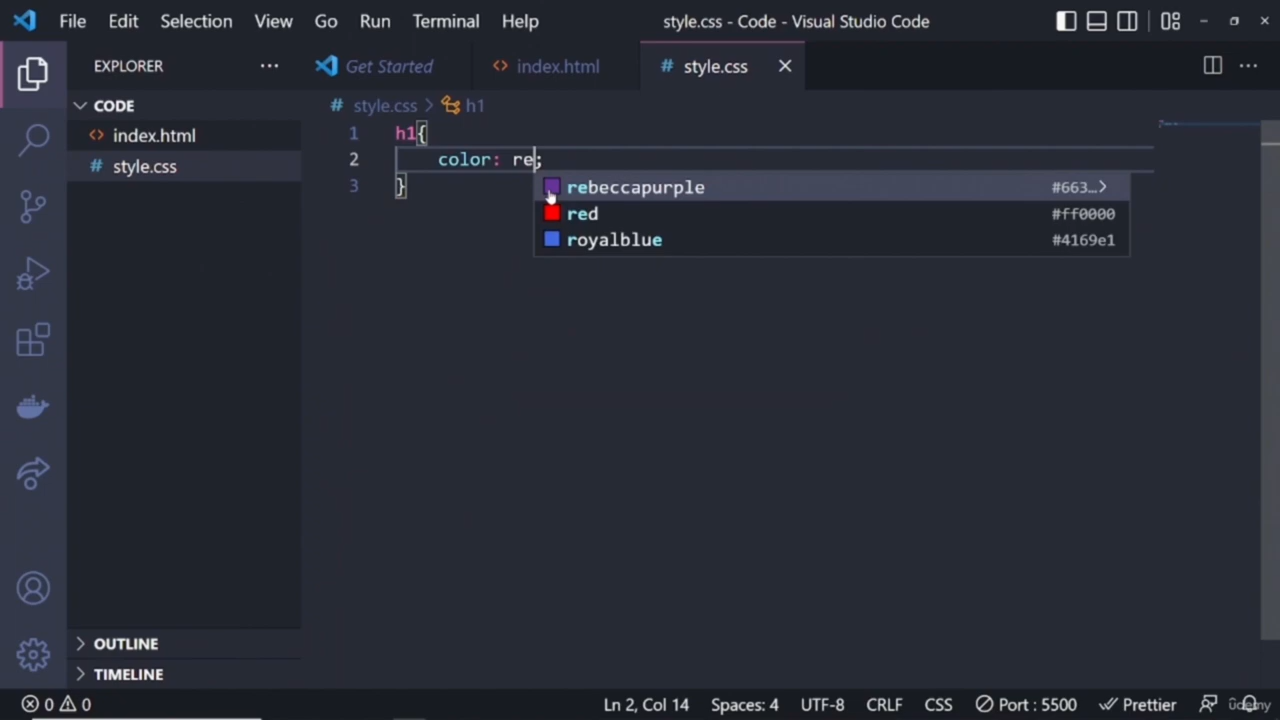 File Edit Selection View Go Run Terminal Help style.css - Code - Visual Studio Code
EXPLORER ··· Get Started index.html # style.css ···
CODE
# style.css > h1
index.html
# style.css
1 h1{
2 color: re;
3 }
rebeccapurple #663…
red #ff0000
royalblue #4169e1
OUTLINE
TIMELINE
0 0 Ln 2, Col 14 Spaces: 4 UTF-8 CRLF CSS Port : 5500 Prettier
ûdemy